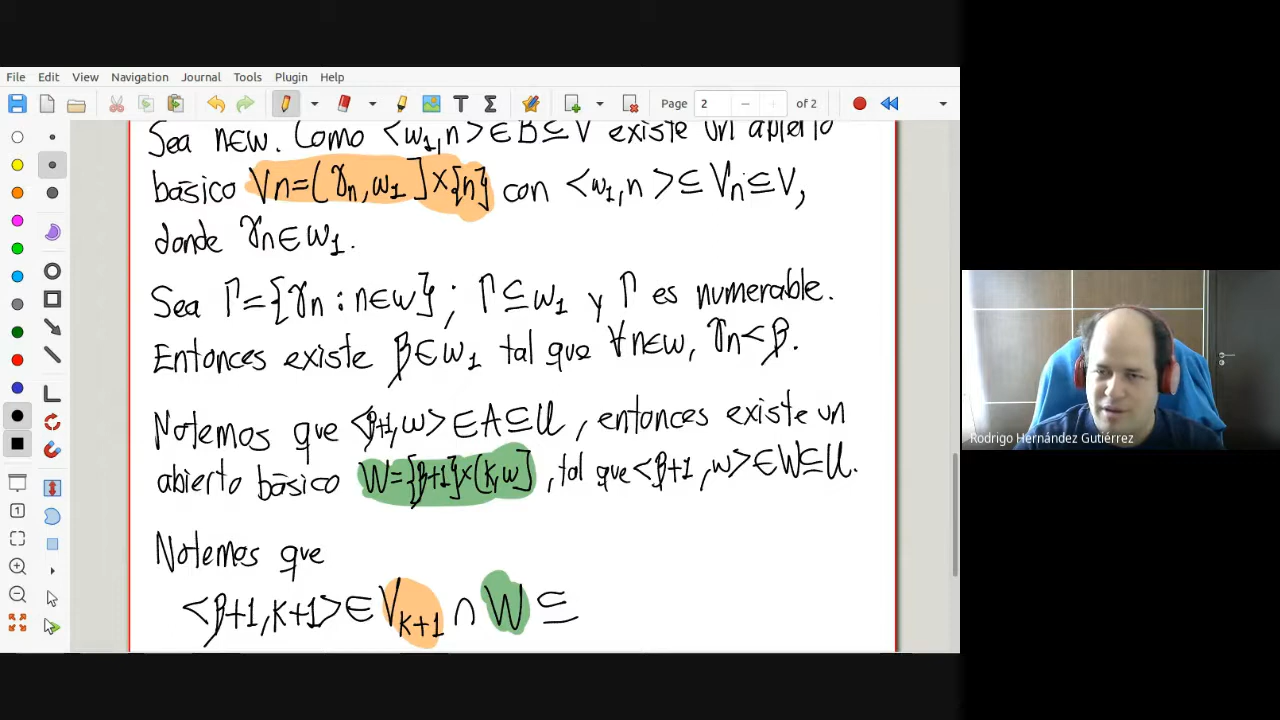 File Edit View Navigation Journal Tools Plugin Help
Page 2 of 2
Sea n∈ω. Como <ω₁,n>∈B⊆V existe un abierto
básico Vn=(γn,ω₁]×{n} con <ω₁,n>⊆Vn⊆V,
donde γn∈ω₁.
Sea Γ={γn:n∈ω}; Γ⊆ω₁ y Γ es numerable.
Entonces existe β∈ω₁ tal que ∀n∈ω, γn<β.
Notemos que <β+1,ω>∈A⊆U, entonces existe un
abierto básico W={β+1}×(k,ω], tal que <β+1,ω>∈W⊆U.
Notemos que
<β+1,k+1>∈V_{k+1}∩W⊆
Rodrigo Hernández Gutiérrez